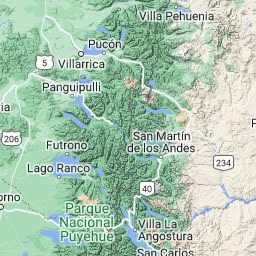 Villa Pehuenia
Pucón
5
Villarrica
Panguipulli
206
San Martín
de los Andes
Futrono
234
Lago Ranco
40
Parque
Nacional
Puyehue
Villa La
Angostura
San Carlos